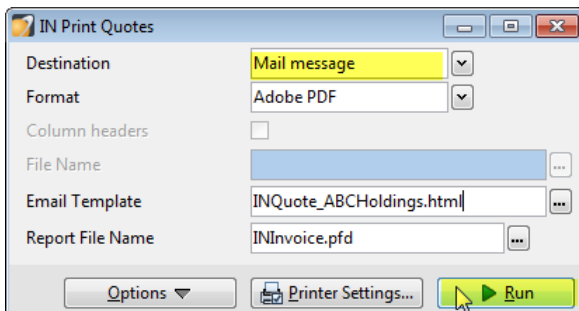 IN Print Quotes
Destination Mail message
Format Adobe PDF
Column headers
File Name ...
Email Template INQuote_ABCHoldings.html ...
Report File Name INInvoice.pfd ...
Options Printer Settings... Run